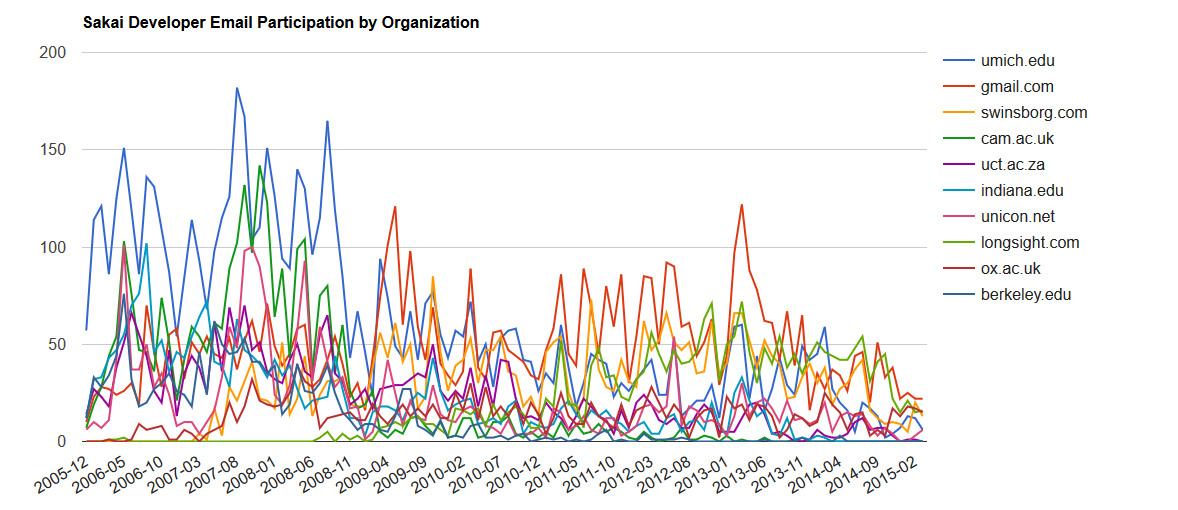 Sakai Developer Email Participation by Organization
200
150
100
50
0
umich.edu
gmail.com
swinsborg.com
cam.ac.uk
uct.ac.za
indiana.edu
unicon.net
longsight.com
ox.ac.uk
berkeley.edu
2005-12
2006-05
2006-10
2007-03
2007-08
2008-01
2008-06
2008-11
2009-04
2009-09
2010-02
2010-07
2010-12
2011-05
2011-10
2012-03
2012-08
2013-01
2013-06
2013-11
2014-04
2014-09
2015-02